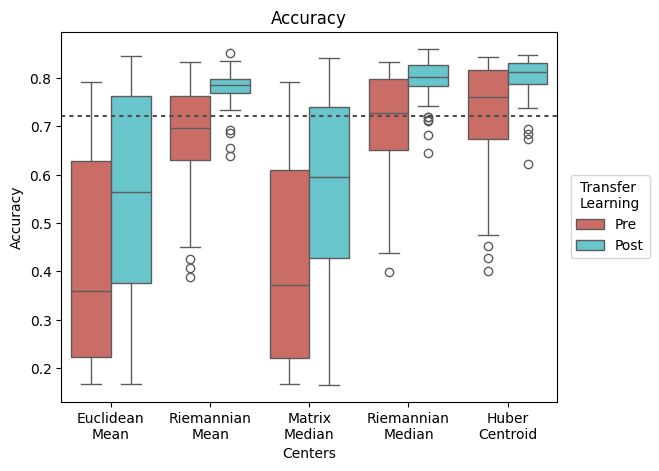 Accuracy
Accuracy
0.8
0.7
0.6
0.5
0.4
0.3
0.2
Euclidean
Mean
Riemannian
Mean
Matrix
Median
Riemannian
Median
Huber
Centroid
Centers
Transfer
Learning
Pre
Post